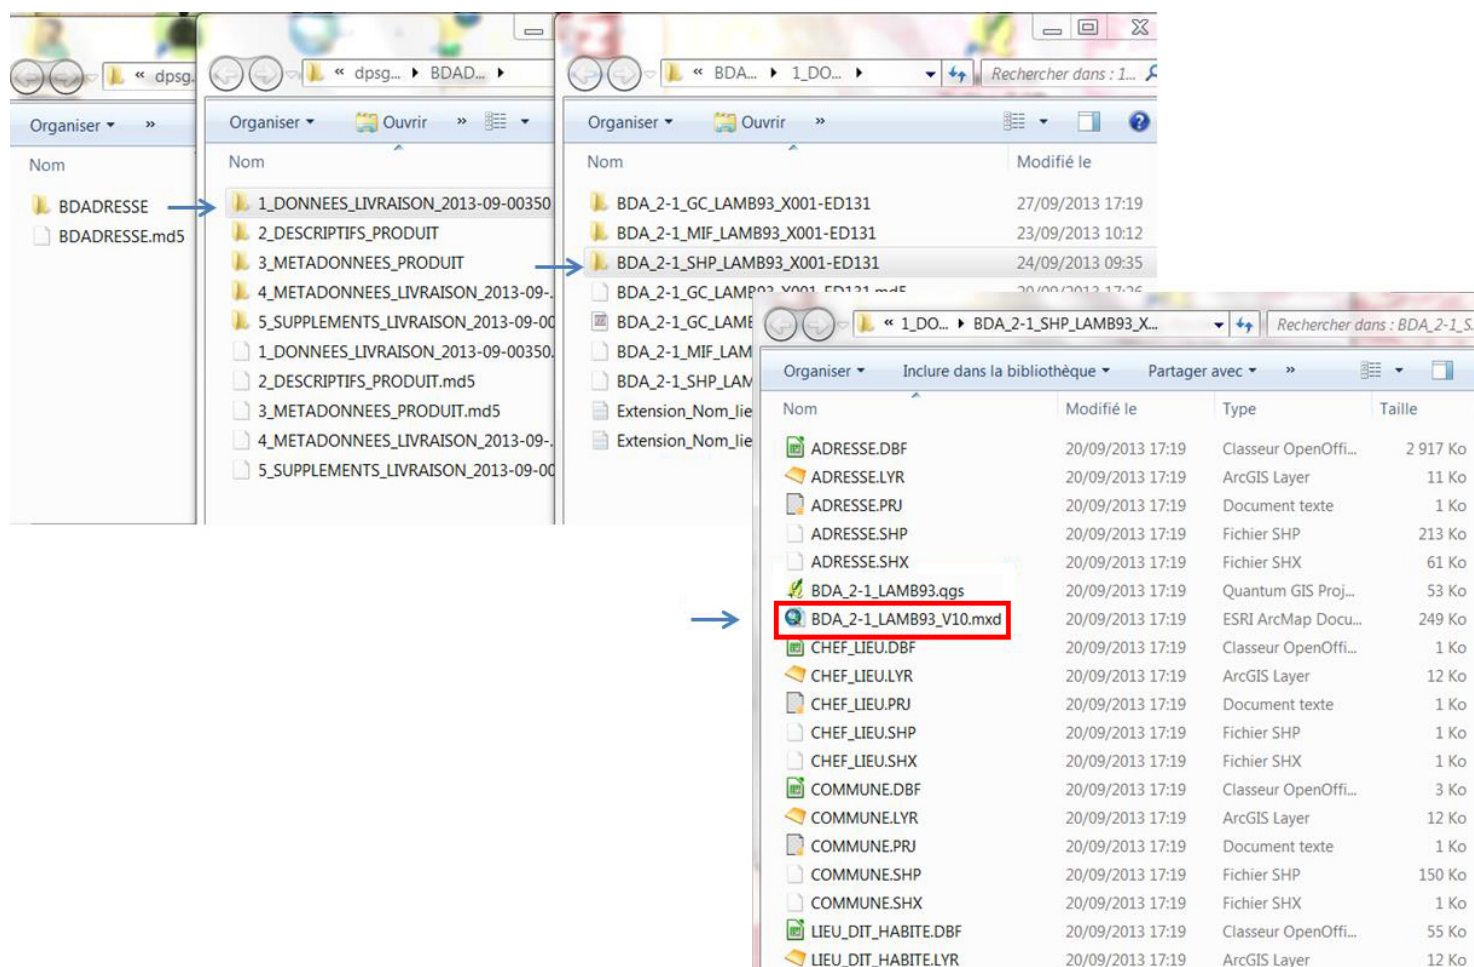 « dpsg.
Organiser »
Nom
BDADRESSE
BDADRESSE.md5
« dpsg... BDAD...
Organiser Ouvrir »
Nom
1_DONNEES_LIVRAISON_2013-09-00350
2_DESCRIPTIFS_PRODUIT
3_METADONNEES_PRODUIT
4_METADONNEES_LIVRAISON_2013-09-.
5_SUPPLEMENTS_LIVRAISON_2013-09-00
1_DONNEES_LIVRAISON_2013-09-00350.
2_DESCRIPTIFS_PRODUIT.md5
3_METADONNEES_PRODUIT.md5
4_METADONNEES_LIVRAISON_2013-09-.
5_SUPPLEMENTS_LIVRAISON_2013-09-00
« BDA... 1_DO... Rechercher dans : 1...
Organiser Ouvrir »
Nom Modifié le
BDA_2-1_GC_LAMB93_X001-ED131 27/09/2013 17:19
BDA_2-1_MIF_LAMB93_X001-ED131 23/09/2013 10:12
BDA_2-1_SHP_LAMB93_X001-ED131 24/09/2013 09:35
BDA_2-1_GC_LAMB93_X001-ED131.md5 20/09/2013 17:26
BDA_2-1_GC_LAME
BDA_2-1_MIF_LAM
BDA_2-1_SHP_LAM
Extension_Nom_lie
Extension_Nom_lie
« 1_DO... BDA_2-1_SHP_LAMB93_X... Rechercher dans : BDA_2-1_S.
Organiser Inclure dans la bibliothèque Partager avec »
Nom Modifié le Type Taille
ADRESSE.DBF 20/09/2013 17:19 Classeur OpenOffi... 2 917 Ko
ADRESSE.LYR 20/09/2013 17:19 ArcGIS Layer 11 Ko
ADRESSE.PRJ 20/09/2013 17:19 Document texte 1 Ko
ADRESSE.SHP 20/09/2013 17:19 Fichier SHP 213 Ko
ADRESSE.SHX 20/09/2013 17:19 Fichier SHX 61 Ko
BDA_2-1_LAMB93.qgs 20/09/2013 17:19 Quantum GIS Proj... 53 Ko
BDA_2-1_LAMB93_V10.mxd 20/09/2013 17:19 ESRI ArcMap Docu... 249 Ko
CHEF_LIEU.DBF 20/09/2013 17:19 Classeur OpenOffi... 1 Ko
CHEF_LIEU.LYR 20/09/2013 17:19 ArcGIS Layer 12 Ko
CHEF_LIEU.PRJ 20/09/2013 17:19 Document texte 1 Ko
CHEF_LIEU.SHP 20/09/2013 17:19 Fichier SHP 1 Ko
CHEF_LIEU.SHX 20/09/2013 17:19 Fichier SHX 1 Ko
COMMUNE.DBF 20/09/2013 17:19 Classeur OpenOffi... 3 Ko
COMMUNE.LYR 20/09/2013 17:19 ArcGIS Layer 12 Ko
COMMUNE.PRJ 20/09/2013 17:19 Document texte 1 Ko
COMMUNE.SHP 20/09/2013 17:19 Fichier SHP 150 Ko
COMMUNE.SHX 20/09/2013 17:19 Fichier SHX 1 Ko
LIEU_DIT_HABITE.DBF 20/09/2013 17:19 Classeur OpenOffi... 55 Ko
LIEU_DIT_HABITE.LYR 20/09/2013 17:19 ArcGIS Layer 12 Ko